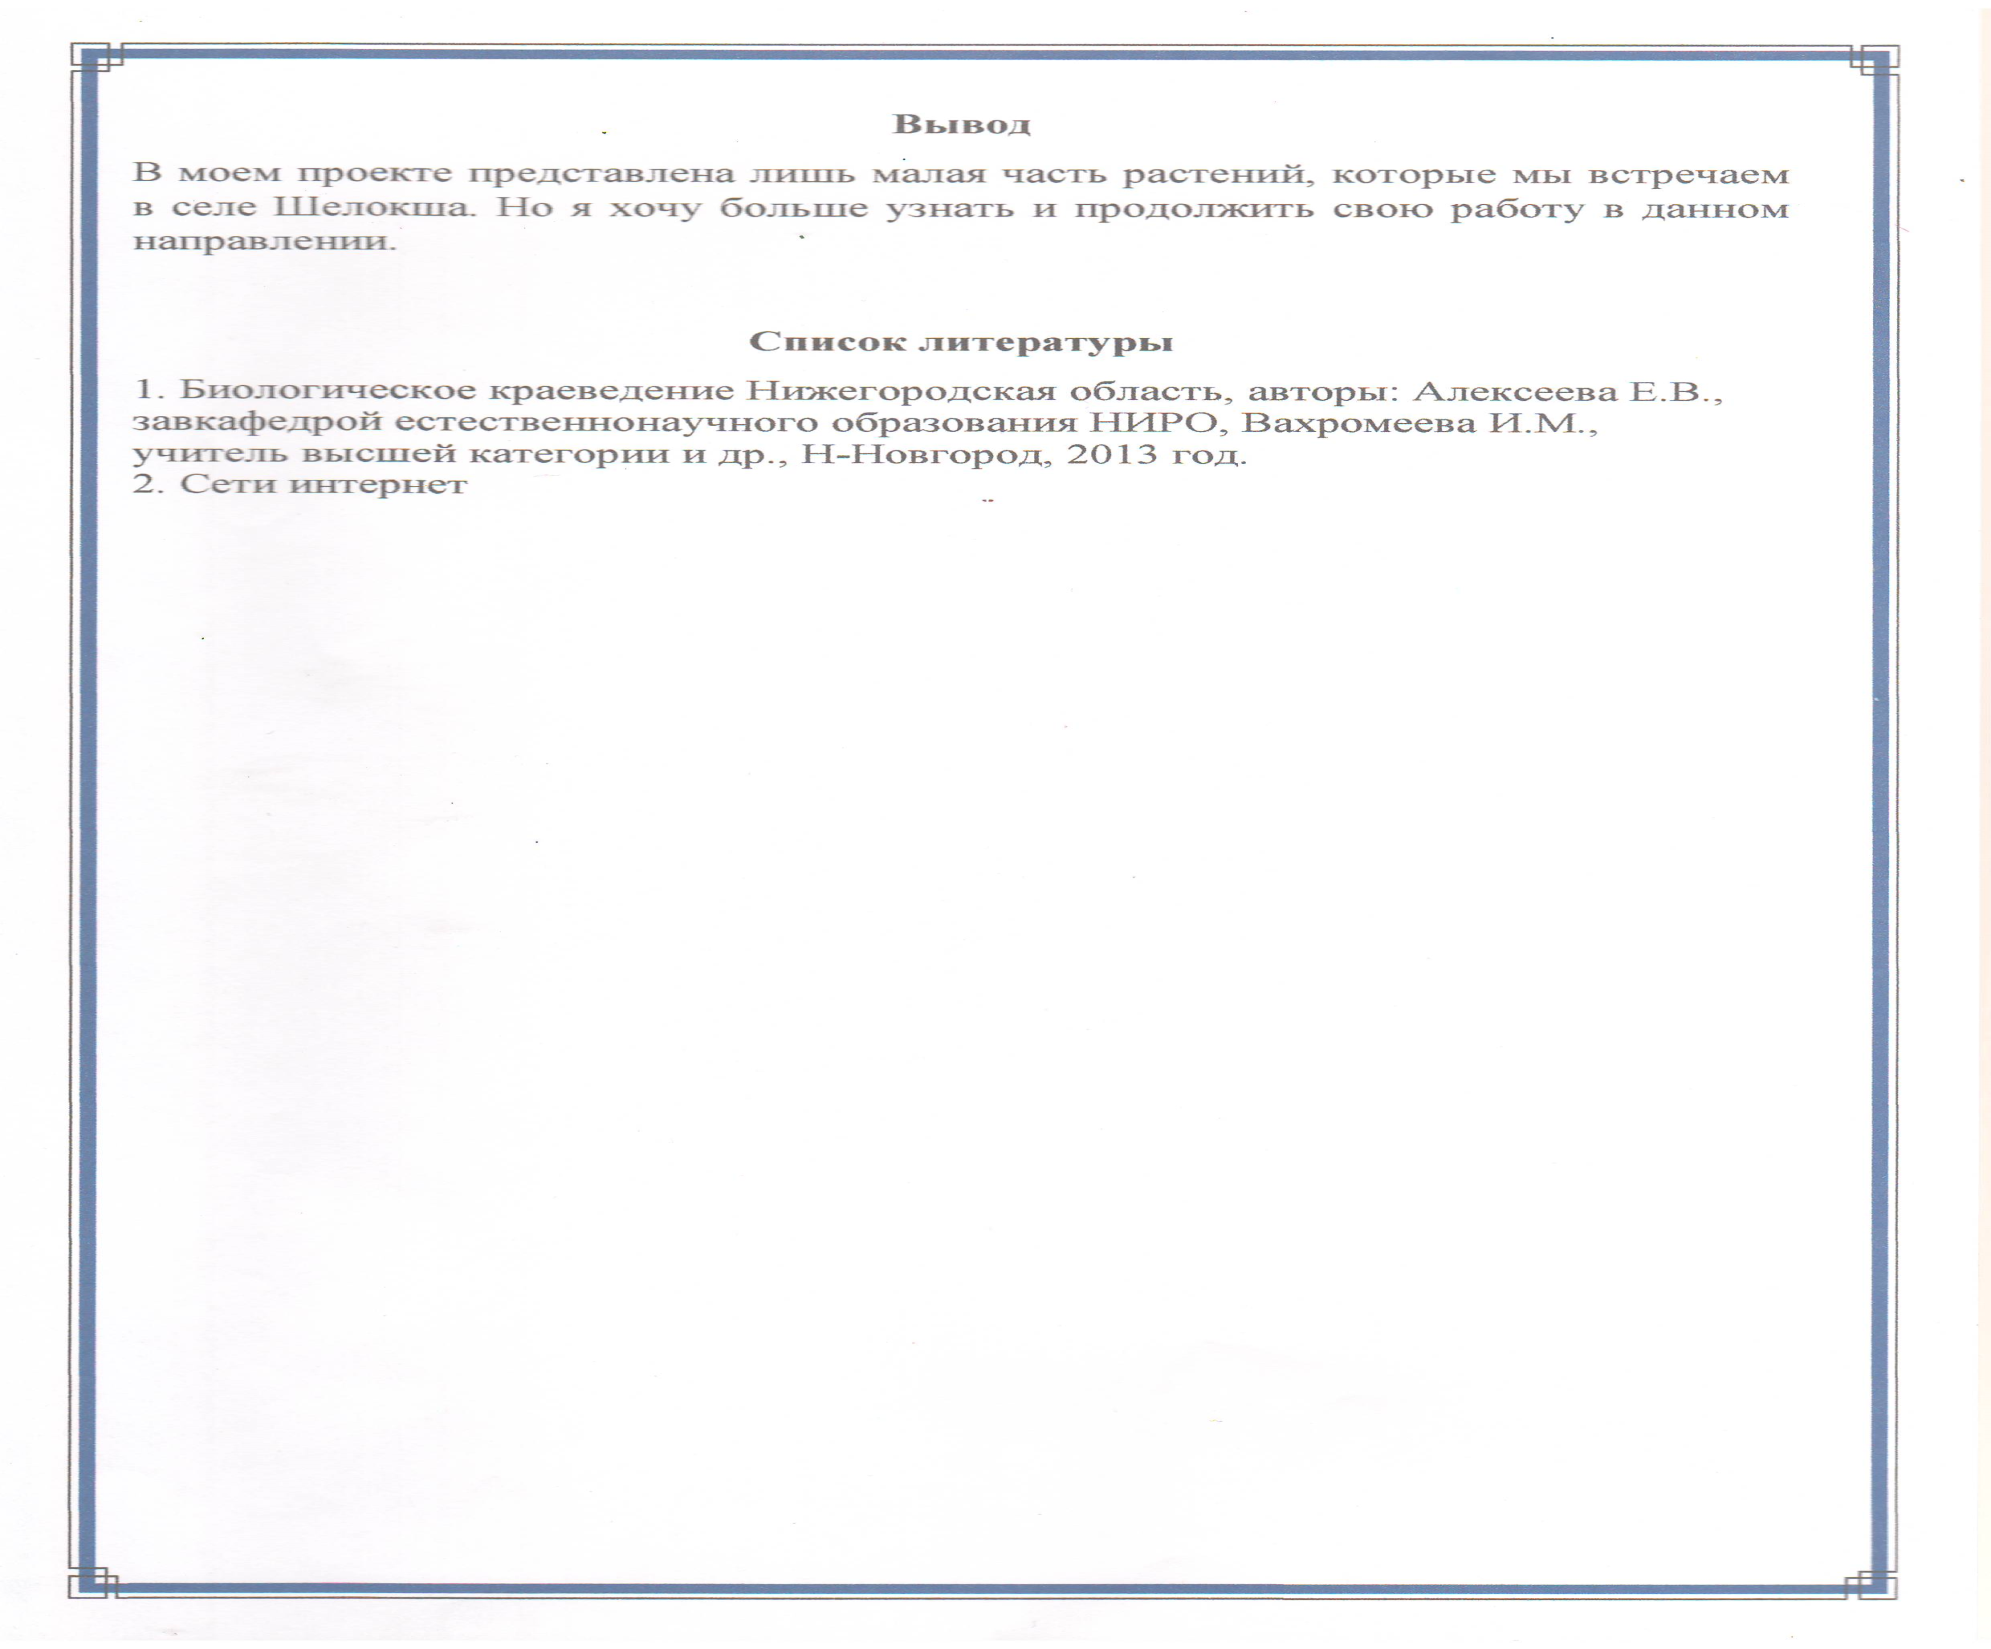 Вывод
В моем проекте представлена лишь малая часть растений, которые мы встречаем
в селе Шелокша. Но я хочу больше узнать и продолжить свою работу в данном
направлении.
Список литературы
1. Биологическое краеведение Нижегородская область, авторы: Алексеева Е.В.,
завкафедрой естественнонаучного образования НИРО, Вахромеева И.М.,
учитель высшей категории и др., Н-Новгород, 2013 год.
2. Сети интернет